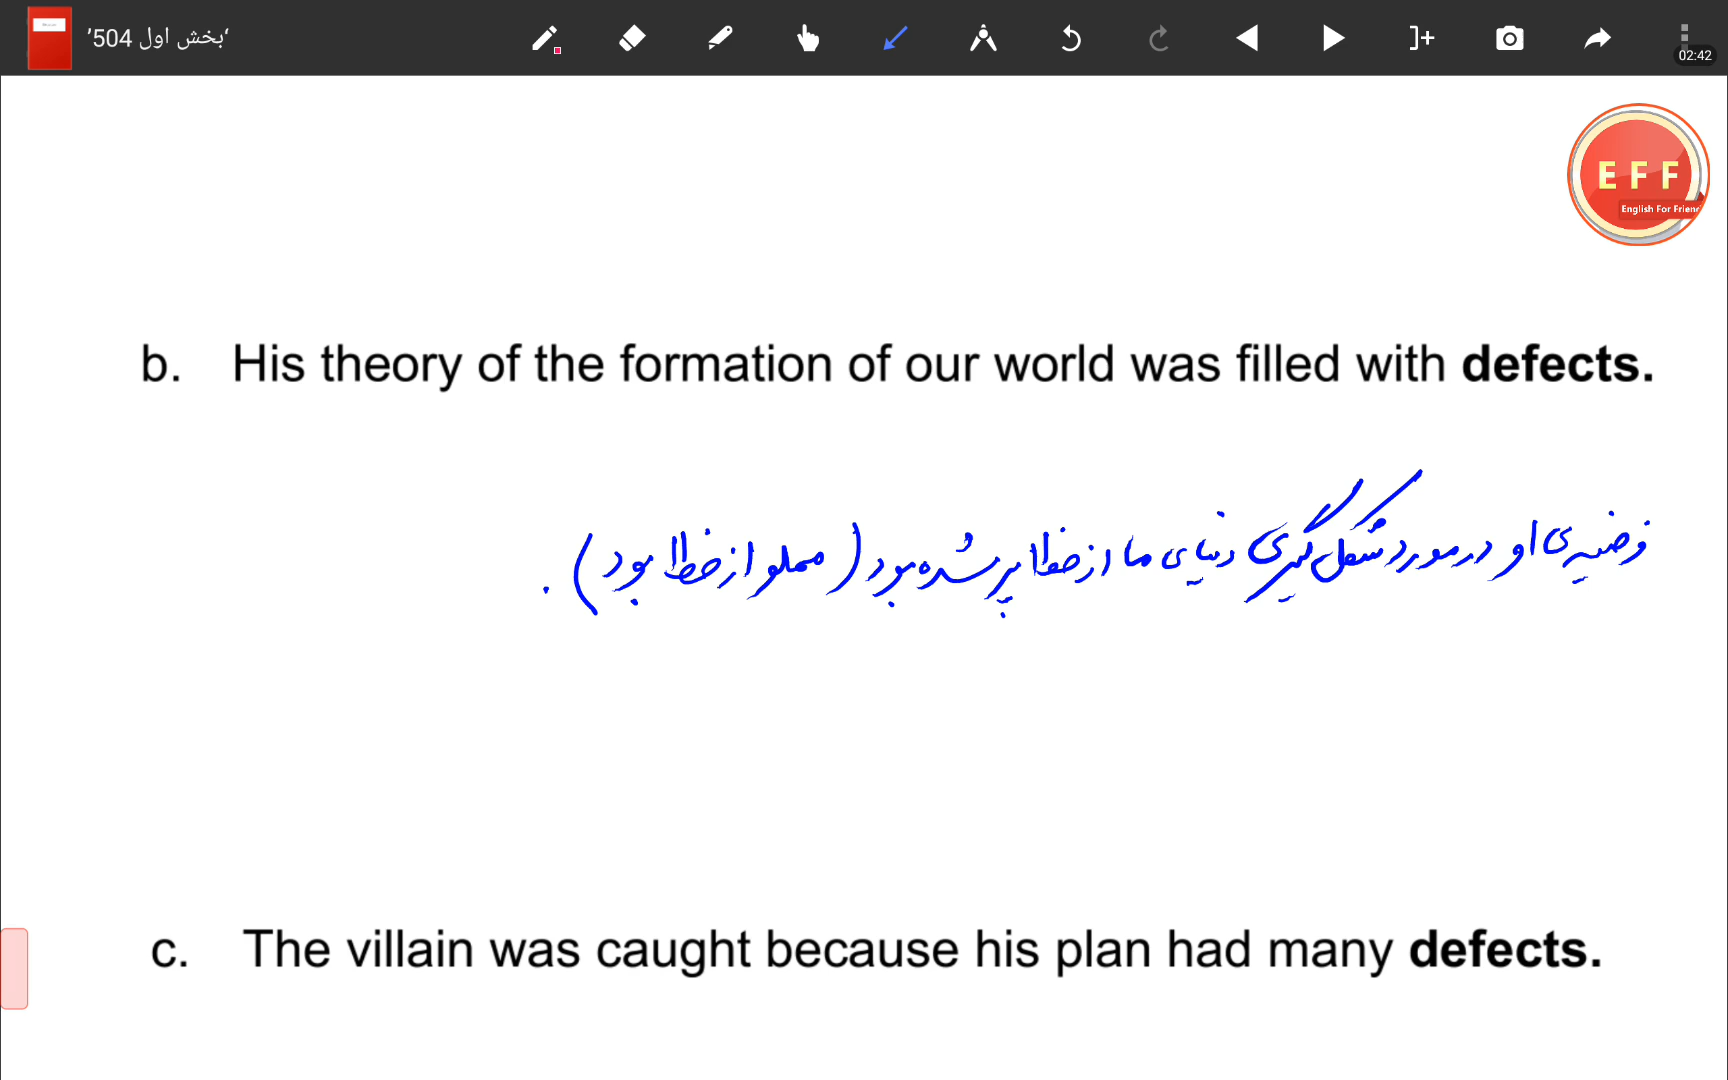 ‘بخش اول 504’
02:42
E F F
English For Friend
b. His theory of the formation of our world was filled with defects.
فرضیه‌ی او در مورد شکل گیری دنیای ما از خطا پر شده بود ( مملو از خطا بود ) .
c. The villain was caught because his plan had many defects.